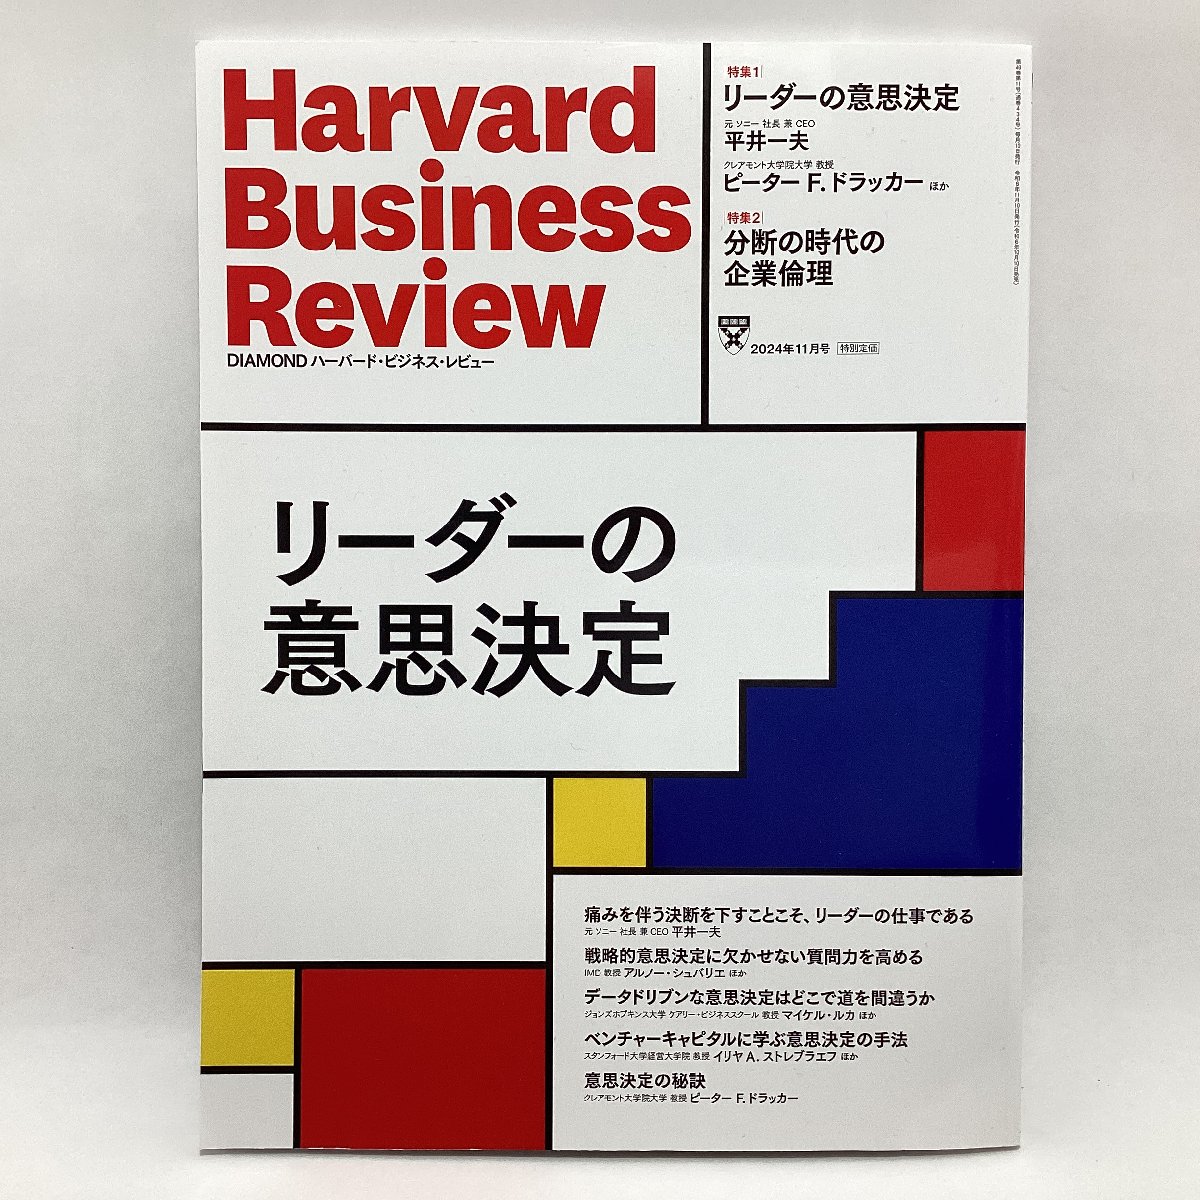 Harvard
Business
Review
DIAMOND ハーバード・ビジネス・レビュー
特集1
リーダーの意思決定
元 ソニー 社長 兼 CEO
平井一夫
クレアモント大学院大学 教授
ピーター F.ドラッカー ほか
特集2
分断の時代の
企業倫理
2024年11月号 特別定価
リーダーの
意思決定
痛みを伴う決断を下すことこそ、リーダーの仕事である
元 ソニー 社長 兼 CEO 平井一夫
戦略的意思決定に欠かせない質問力を高める
IMD 教授 アルノー・シュバリエ ほか
データドリブンな意思決定はどこで道を間違うか
ジョンズホプキンス大学 ケアリー・ビジネススクール 教授 マイケル・ルカ ほか
ベンチャーキャピタルに学ぶ意思決定の手法
スタンフォード大学経営大学院 教授 イリヤ A. ストレブラエフ ほか
意思決定の秘訣
クレアモント大学院大学 教授 ピーター F.ドラッカー